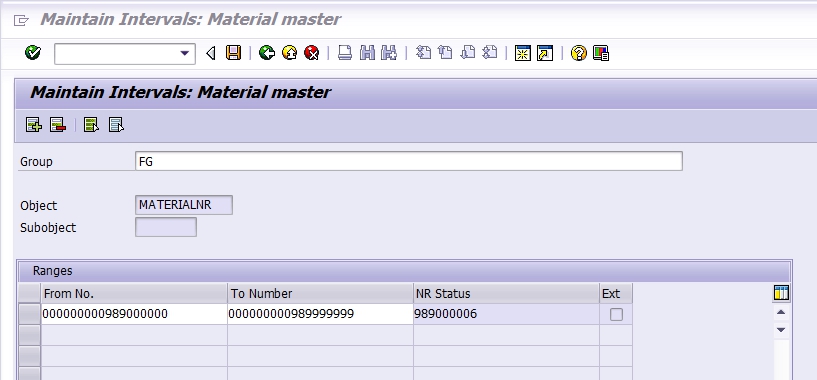 Maintain Intervals: Material master
Maintain Intervals: Material master
Group FG
Object MATERIALNR
Subobject
Ranges
From No. To Number NR Status Ext
000000000989000000 000000000989999999 989000006